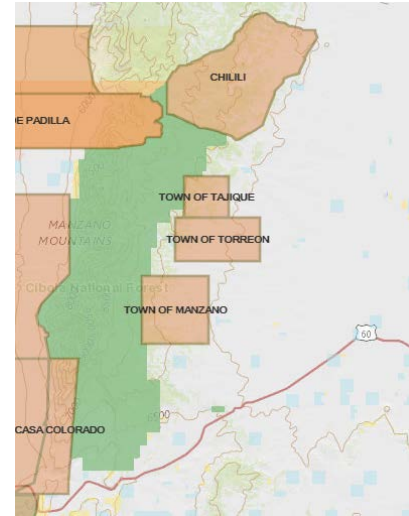 CHILILI
DE PADILLA
TOWN OF TAJIQUE
MANZANO
MOUNTAINS
TOWN OF TORREON
Cibola National Forest
TOWN OF MANZANO
60
CASA COLORADO